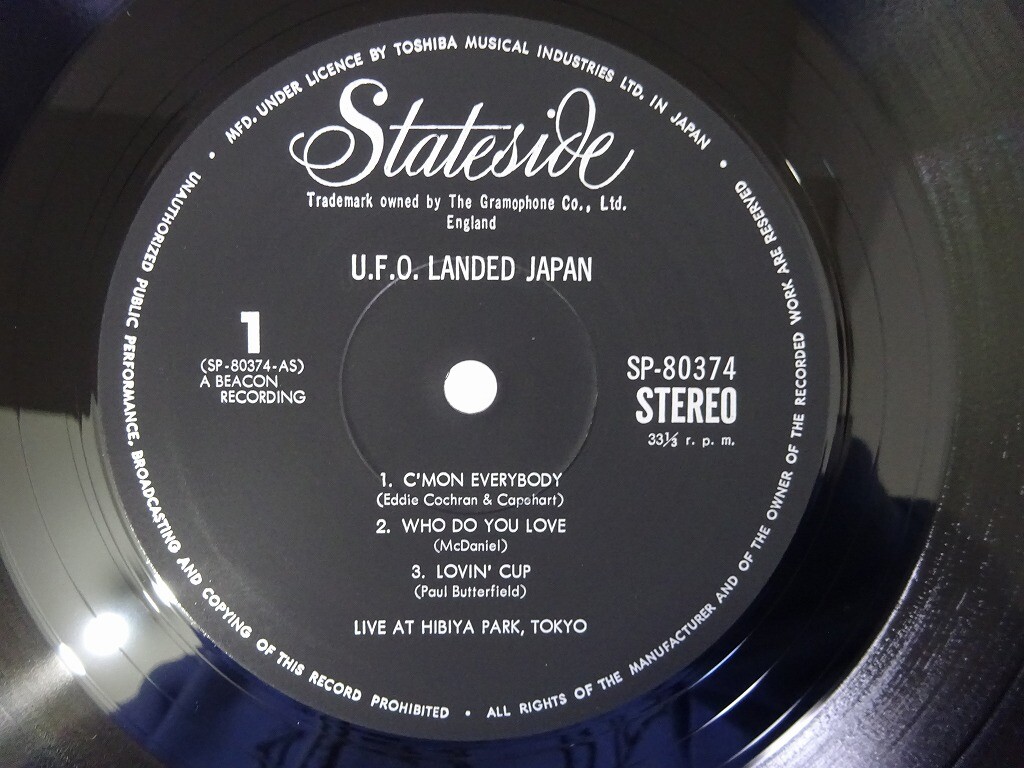 MFD. UNDER LICENCE BY TOSHIBA MUSICAL INDUSTRIES LTD. IN JAPAN •
Stateside
Trademark owned by The Gramophone Co., Ltd.
England
U.F.O. LANDED JAPAN
1
(SP-80374-AS)
A BEACON
RECORDING
SP-80374
STEREO
33⅓ r. p. m.
1. C'MON EVERYBODY
(Eddie Cochran & Capehart)
2. WHO DO YOU LOVE
(McDaniel)
3. LOVIN' CUP
(Paul Butterfield)
LIVE AT HIBIYA PARK, TOKYO
UNAUTHORIZED PUBLIC PERFORMANCE, BROADCASTING AND COPYING OF THIS RECORD PROHIBITED • ALL RIGHTS OF THE MANUFACTURER AND OF THE OWNER OF THE RECORDED WORK ARE RESERVED •